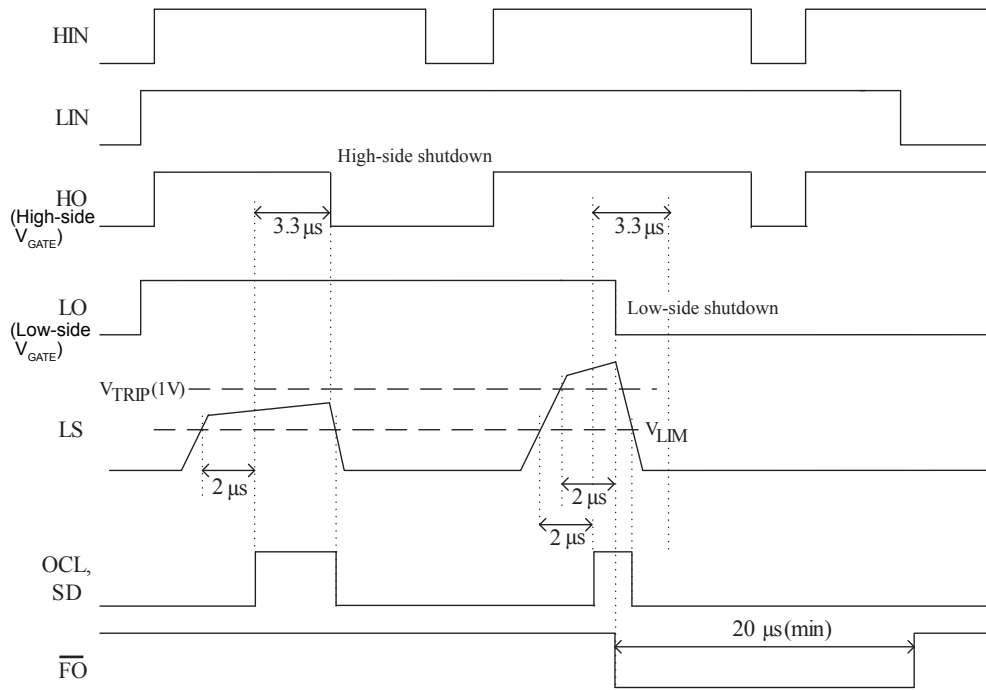 HIN
LIN
High-side shutdown
HO
(High-side
VGATE)
3.3 µs
3.3 µs
LO
(Low-side
VGATE)
Low-side shutdown
VTRIP(1V)
LS
VLIM
2 µs
2 µs
2 µs
OCL,
SD
20 µs(min)
F̅O̅